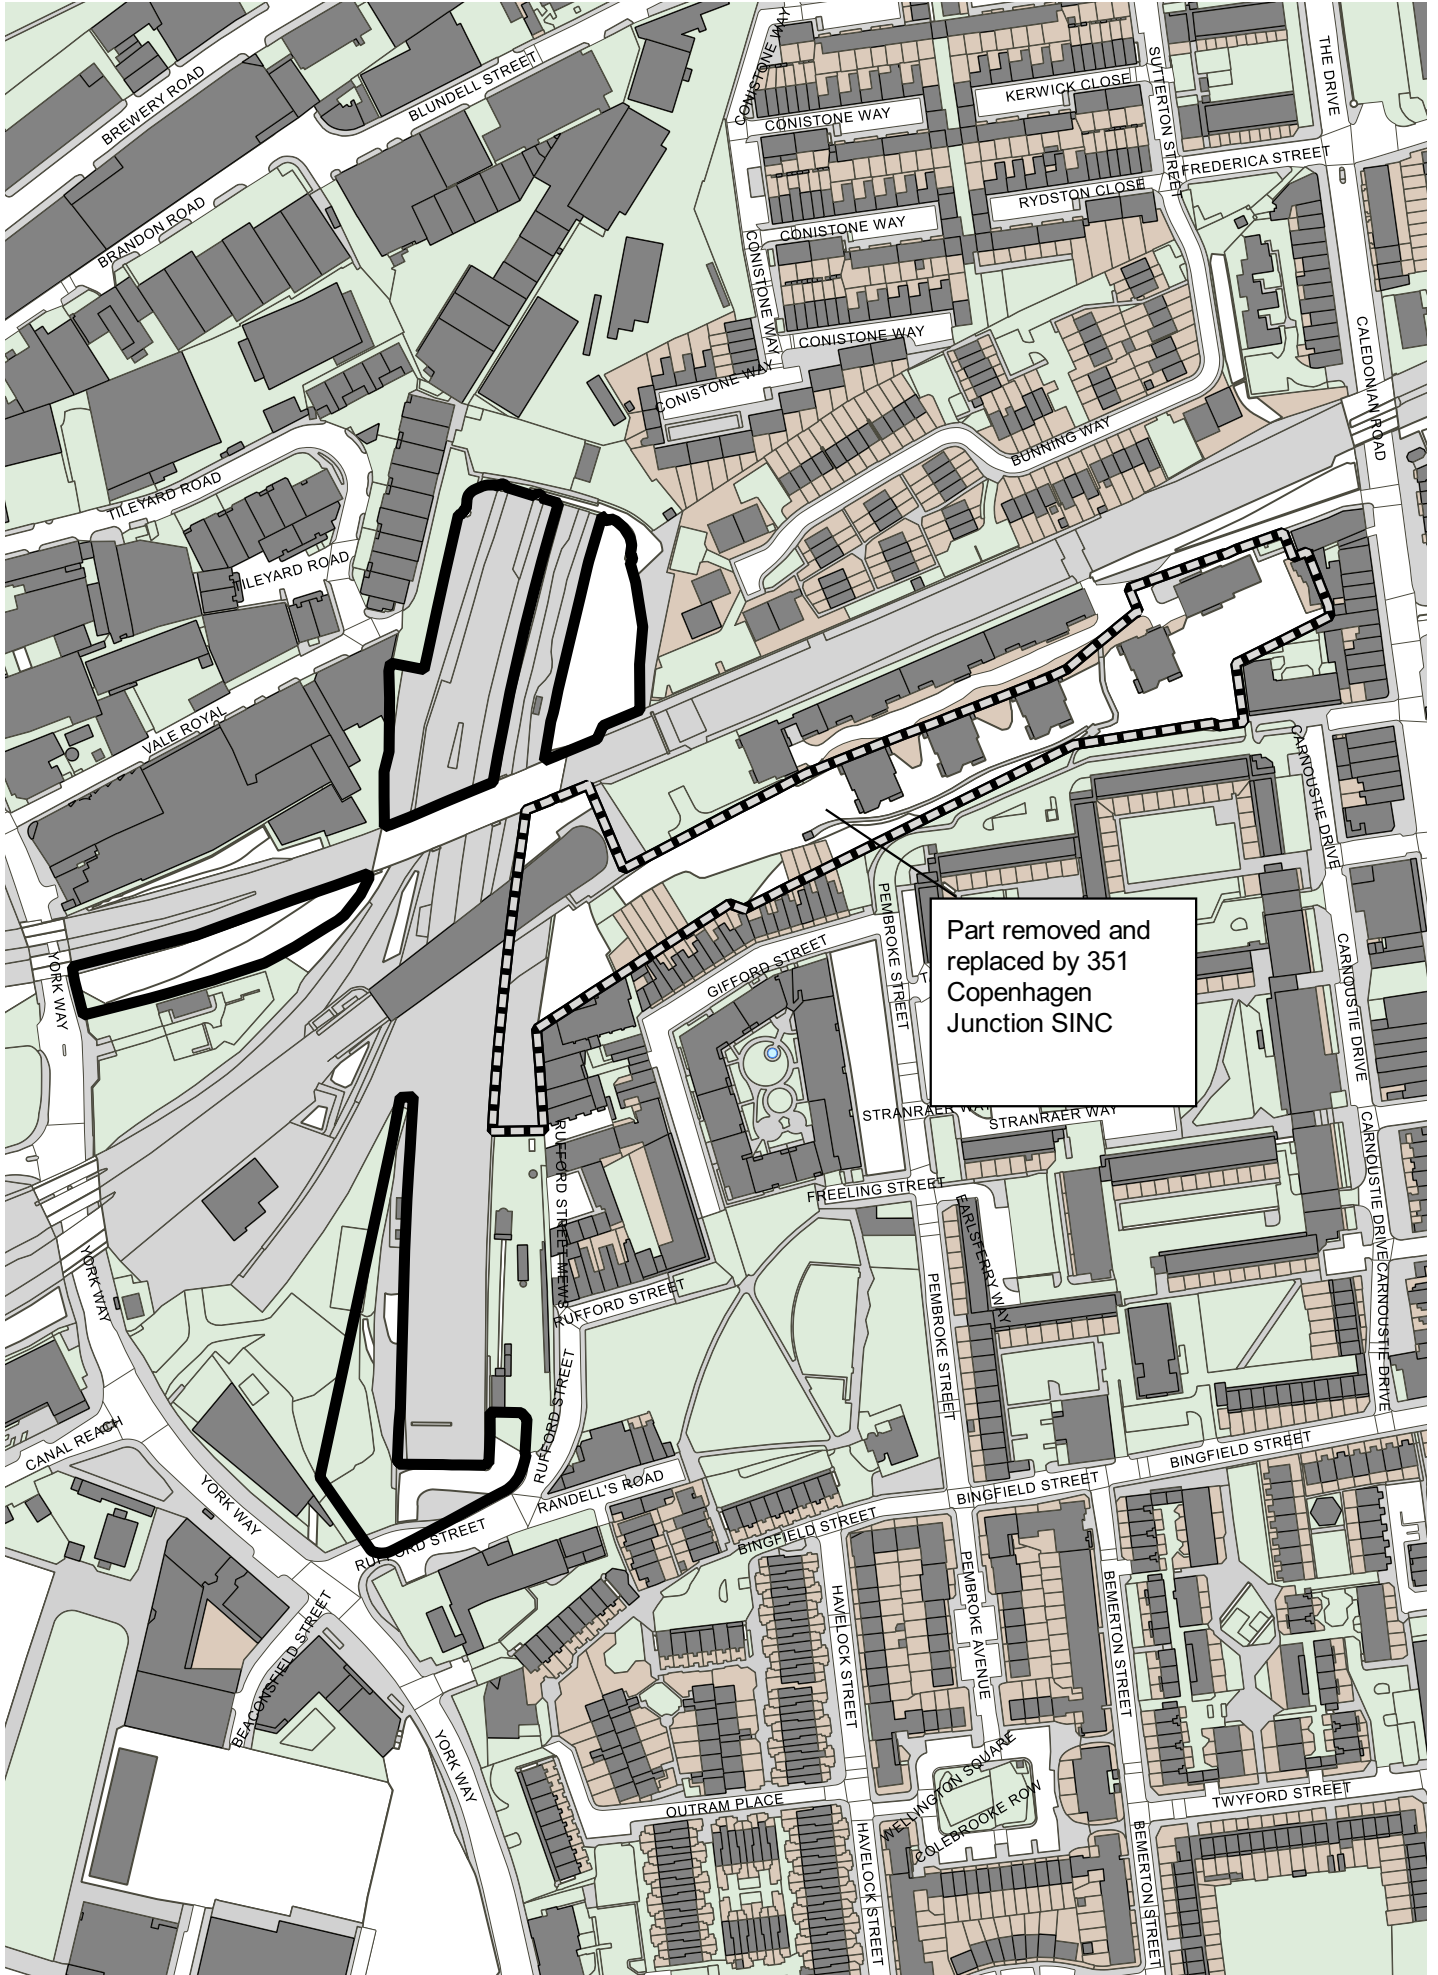 THE DRIVE
CONISTONE WAY
SUTTERTON STREET
BREWERY ROAD
BLUNDELL STREET
KERWICK CLOSE
CONISTONE WAY
FREDERICA STREET
RYDSTON CLOSE
BRANDON ROAD
CONISTONE WAY
CONISTONE WAY
CONISTONE WAY
CALEDONIAN ROAD
CONISTONE WAY
BUNNING WAY
TILEYARD ROAD
TILEYARD ROAD
VALE ROYAL
CARNOUSTIE DRIVE
PEMBROKE STREET
Part removed and
replaced by 351
Copenhagen
Junction SINC
GIFFORD STREET
YORK WAY
CARNOUSTIE DRIVE
STRANRAER WAY
STRANRAER WAY
RUFFORD STREET MEWS
CARNOUSTIE DRIVE
FREELING STREET
EARLSFERRY WAY
YORK WAY
CARNOUSTIE DRIVE
RUFFORD STREET
PEMBROKE STREET
RUFFORD STREET
CANAL REACH
BINGFIELD STREET
YORK WAY
RANDELL'S ROAD
BINGFIELD STREET
BINGFIELD STREET
RUFFORD STREET
PEMBROKE AVENUE
BEMERTON STREET
HAVELOCK STREET
BEACONSFIELD STREET
YORK WAY
WELLINGTON SQUARE
OUTRAM PLACE
COLEBROOKE ROW
TWYFORD STREET
HAVELOCK STREET
BEMERTON STREET